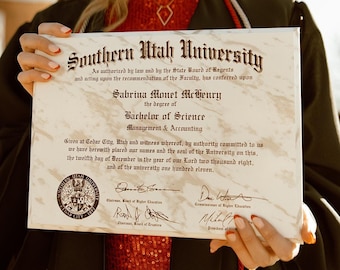 Southern Utah University
An authorized by law and by the State Board of Regents
and acting upon the recommendation of the Faculty, has conferred upon
Sabrina Monet McHenry
the degree of
Bachelor of Science
Management & Accounting
Given at Cedar City, Utah and witness whereof, by authority committed to us
we have herewith placed our names and the seal of the University on this,
the twelfth day of December in the year of our Lord two thousand eight,
and of the university one hundred eleven.